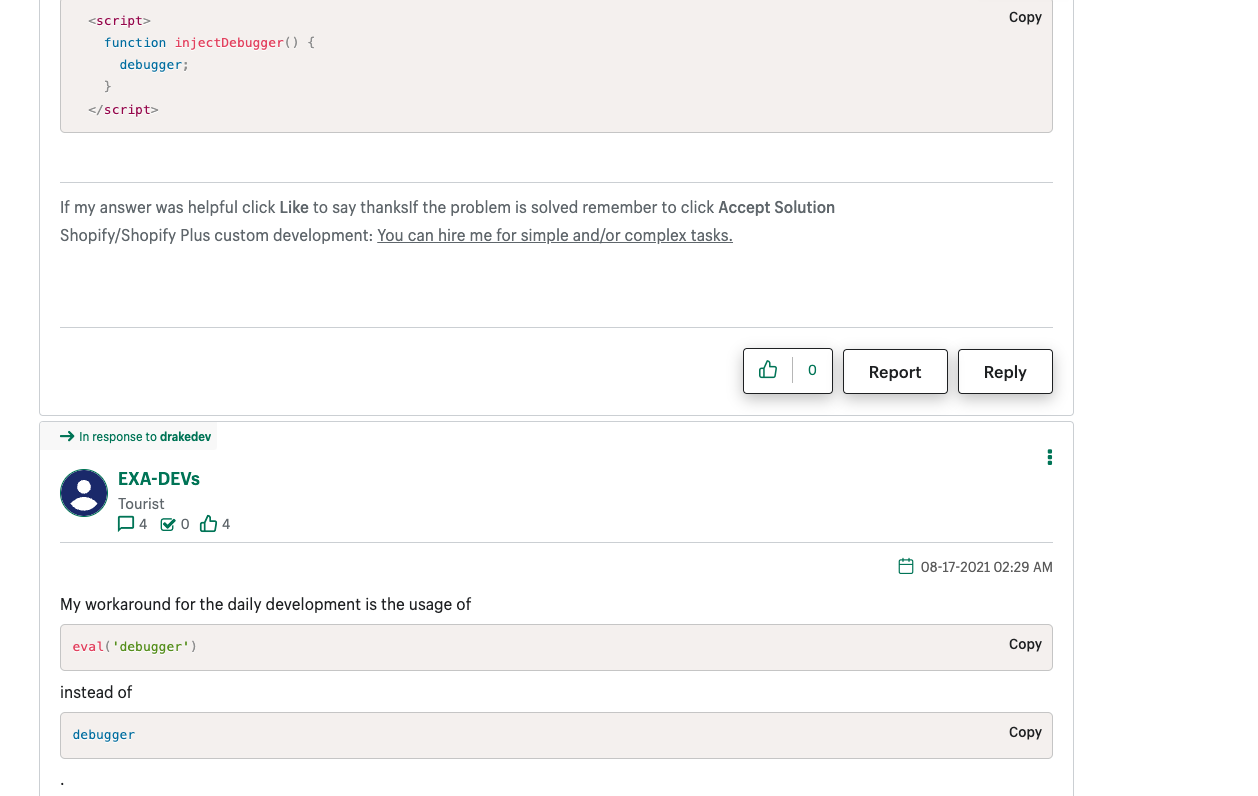 <script>
Copy
function injectDebugger() {
debugger;
}
</script>
If my answer was helpful click Like to say thanksIf the problem is solved remember to click Accept Solution
Shopify/Shopify Plus custom development: You can hire me for simple and/or complex tasks.
0
Report
Reply
In response to drakedev
EXA-DEVs
Tourist
4 0 4
08-17-2021 02:29 AM
My workaround for the daily development is the usage of
eval('debugger')
Copy
instead of
debugger
Copy
.